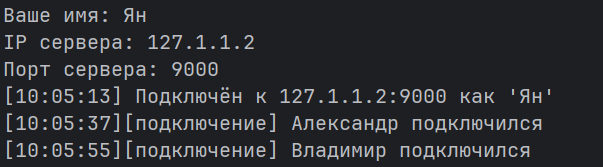 Ваше имя: Ян
IP сервера: 127.1.1.2
Порт сервера: 9000
[10:05:13] Подключён к 127.1.1.2:9000 как 'Ян'
[10:05:37][подключение] Александр подключился
[10:05:55][подключение] Владимир подключился